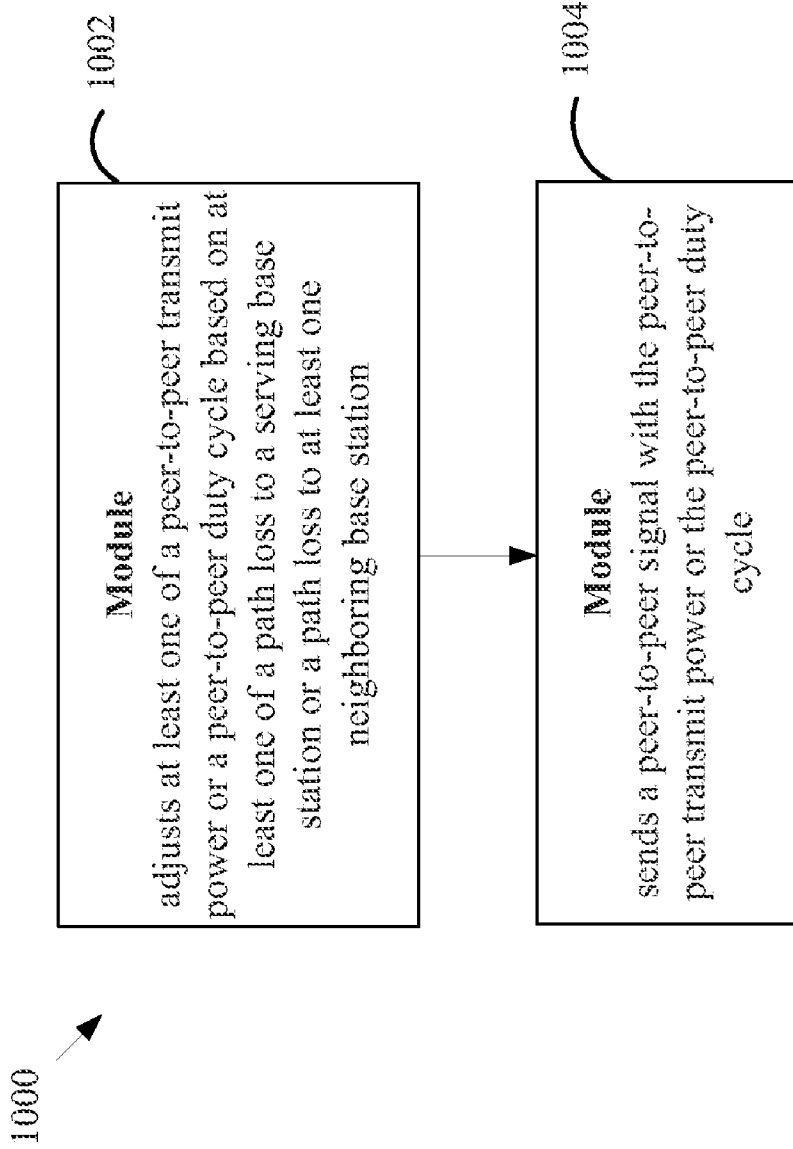 1000
1002
Module
adjusts at least one of a peer-to-peer transmit
power or a peer-to-peer duty cycle based on at
least one of a path loss to a serving base
station or a path loss to at least one
neighboring base station
1004
Module
sends a peer-to-peer signal with the peer-to-
peer transmit power or the peer-to-peer duty
cycle